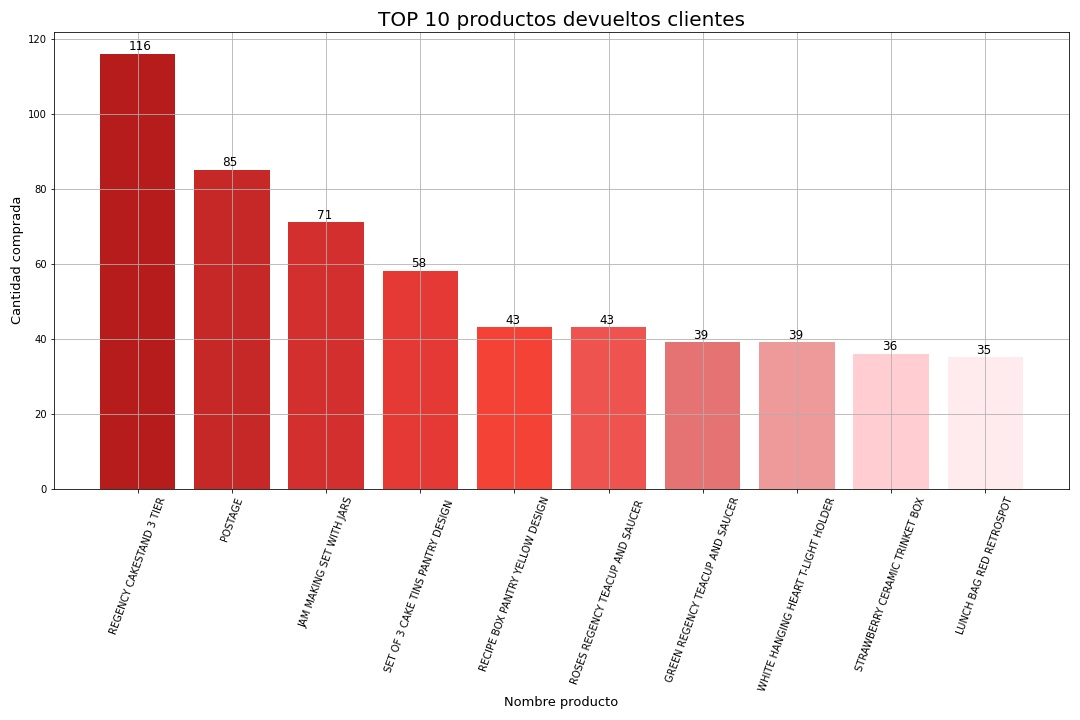 TOP 10 productos devueltos clientes
Cantidad comprada
120
100
80
60
40
20
0
116
85
71
58
43
43
39
39
36
35
REGENCY CAKESTAND 3 TIER
POSTAGE
JAM MAKING SET WITH JARS
SET OF 3 CAKE TINS PANTRY DESIGN
RECIPE BOX PANTRY YELLOW DESIGN
ROSES REGENCY TEACUP AND SAUCER
GREEN REGENCY TEACUP AND SAUCER
WHITE HANGING HEART T-LIGHT HOLDER
STRAWBERRY CERAMIC TRINKET BOX
LUNCH BAG RED RETROSPOT
Nombre producto